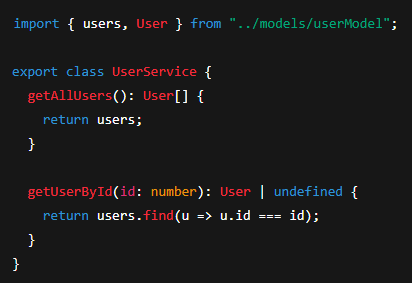 import { users, User } from "../models/userModel";

export class UserService {
  getAllUsers(): User[] {
    return users;
  }

  getUserById(id: number): User | undefined {
    return users.find(u => u.id === id);
  }
}